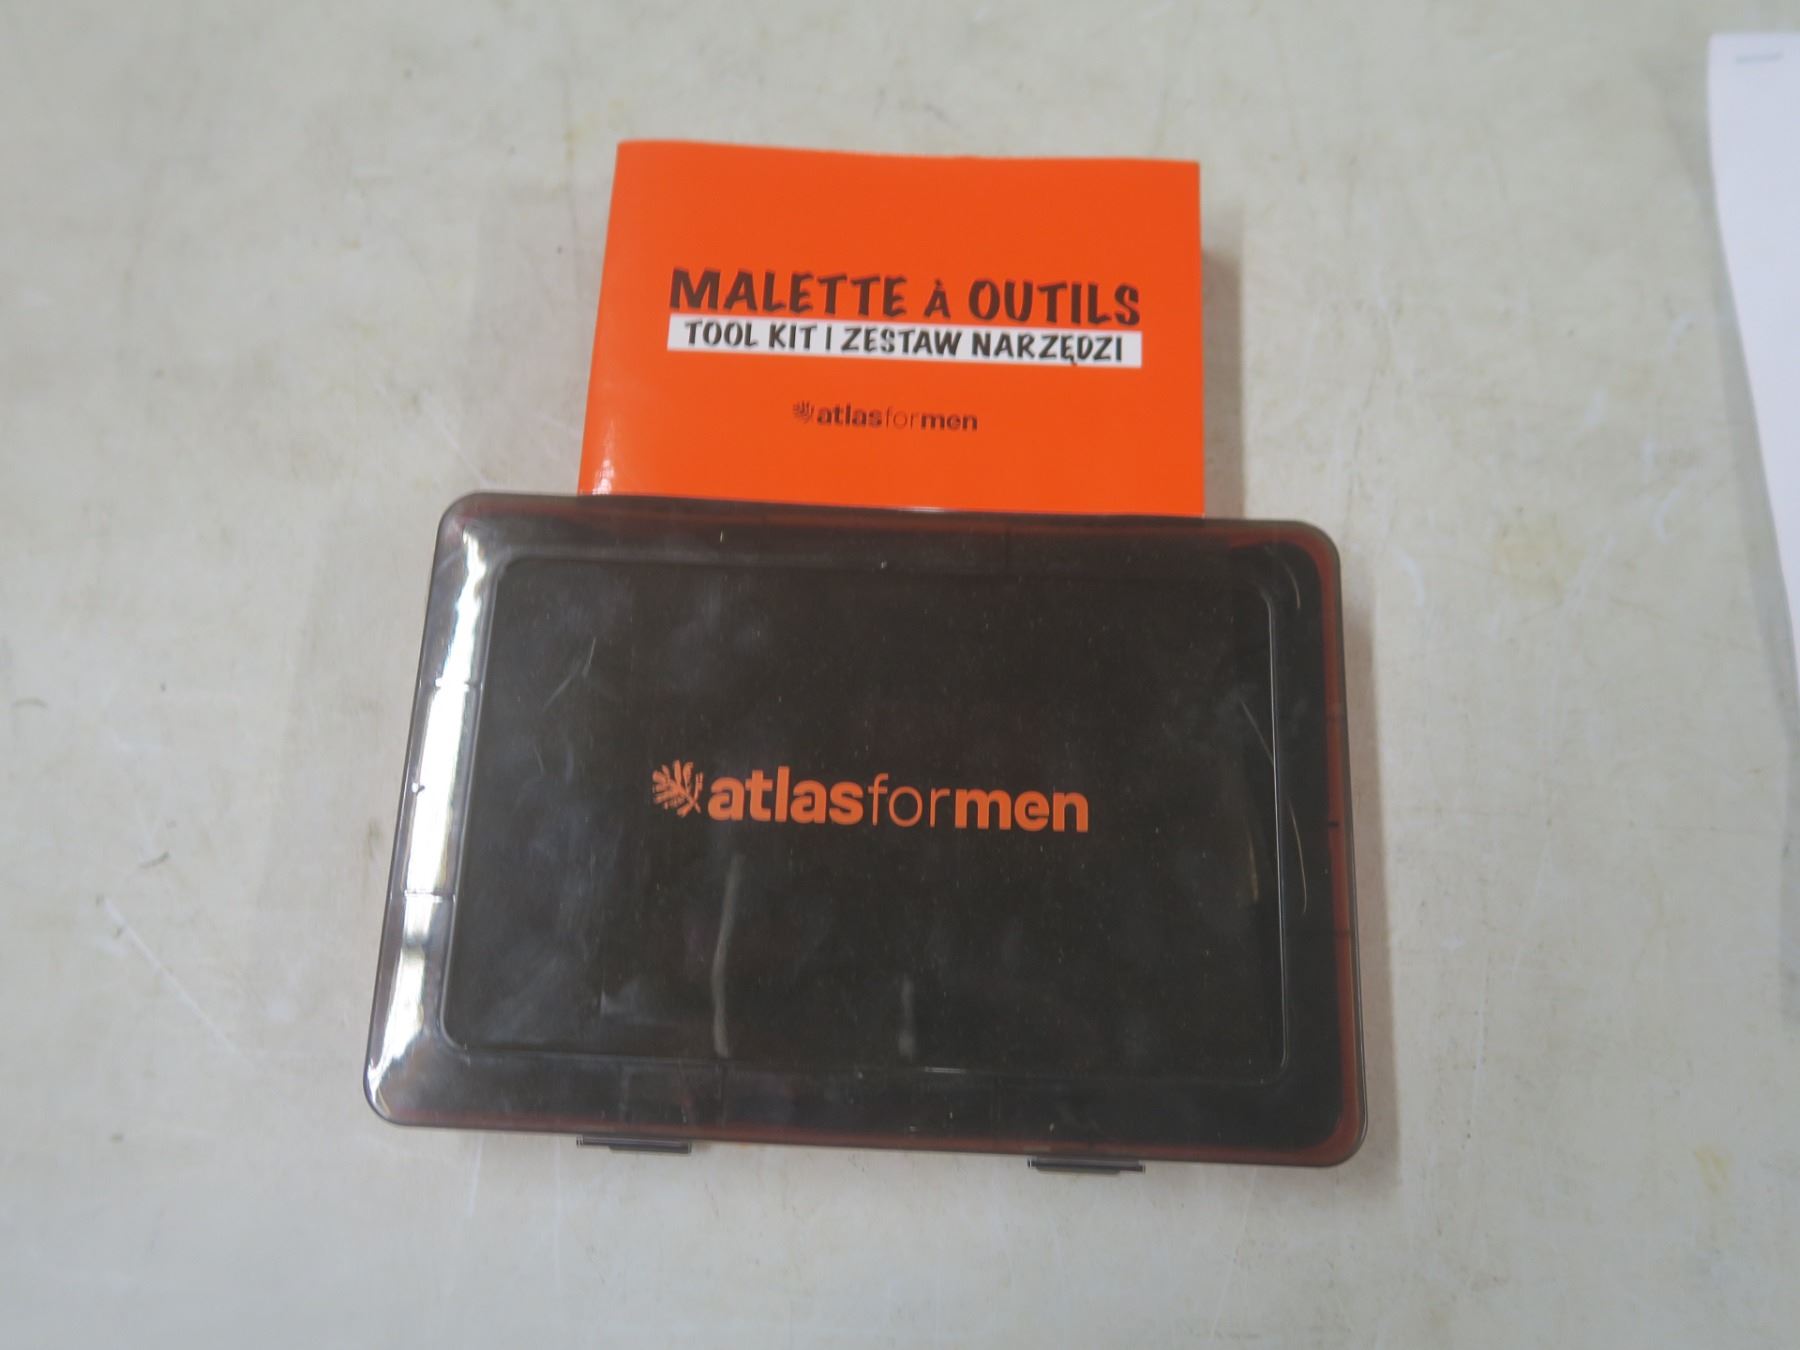 MALETTE À OUTILS
TOOL KIT I ZESTAW NARZĘDZI
atlasformen
atlasformen